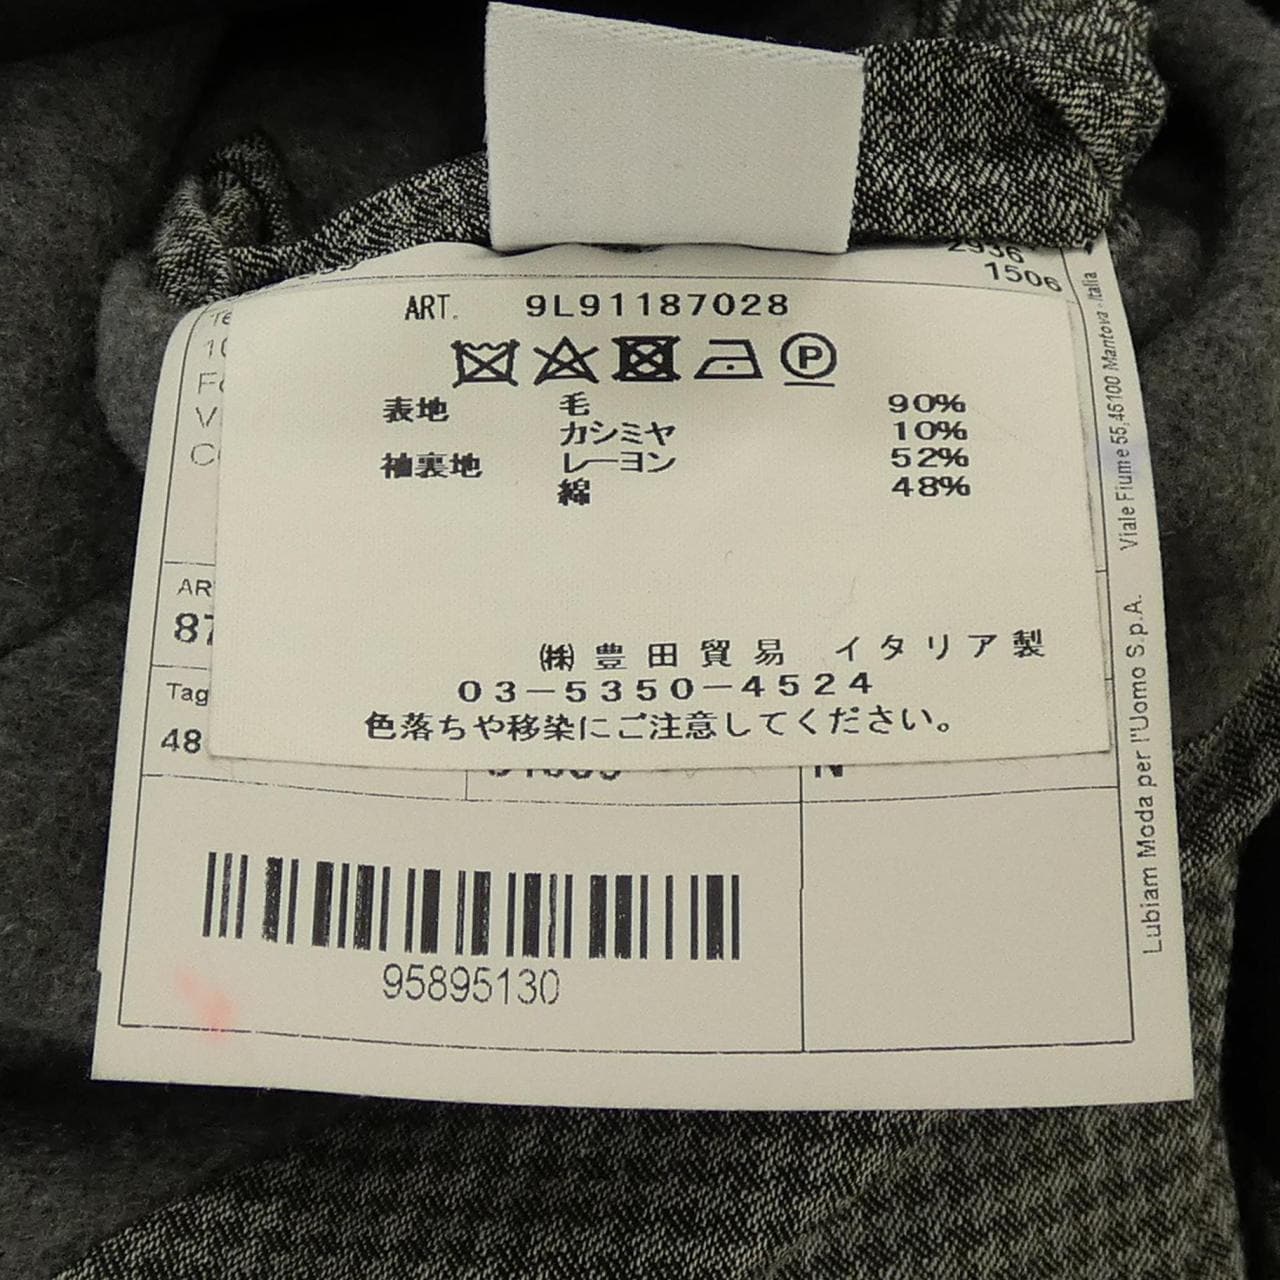 1506
ART. 9L91187028
P
表地 毛 90%
カシミヤ 10%
袖裏地 レーヨン 52%
綿 48%
㈱ 豊田貿易 イタリア製
03-5350-4524
色落ちや移染にご注意してください。
Tag
48
N
95895130
Lubiam Moda per l'Uomo S.p.A. Viale Fiume 55,46100 Mantova - Italia